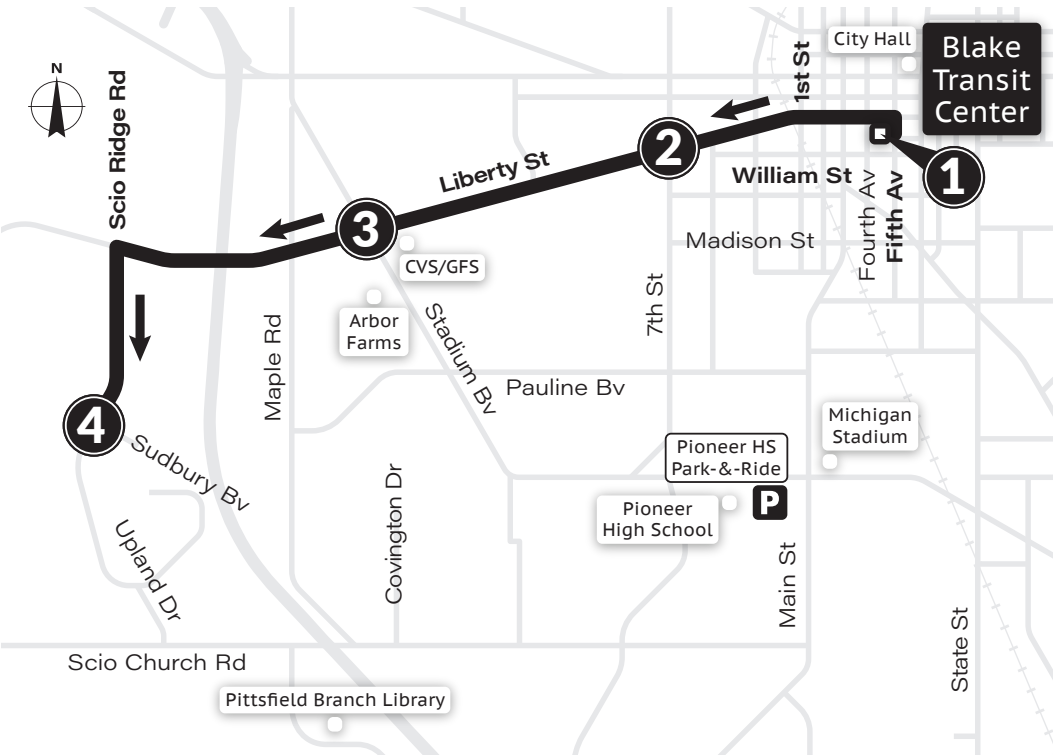 City Hall
Blake
Transit
Center
N
Scio Ridge Rd
1st St
2
William St
1
Liberty St
Fourth Av
Fifth Av
3
Madison St
CVS/GFS
7th St
Arbor
Farms
Maple Rd
Stadium Bv
Pauline Bv
4
Sudbury Bv
Michigan
Stadium
Pioneer HS
Park-&-Ride
P
Pioneer
High School
Covington Dr
Upland Dr
Main St
State St
Scio Church Rd
Pittsfield Branch Library